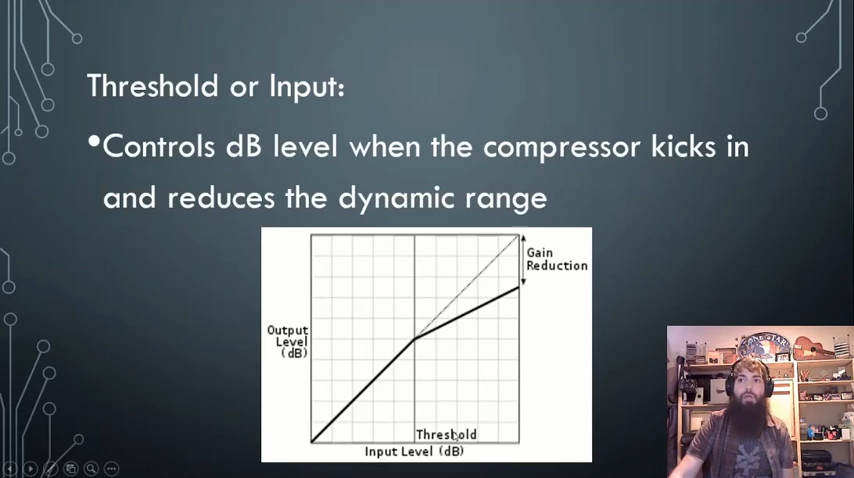 Threshold or Input:
•Controls dB level when the compressor kicks in
and reduces the dynamic range
Gain
Reduction
Output
Level
(dB)
Threshold
Input Level (dB)